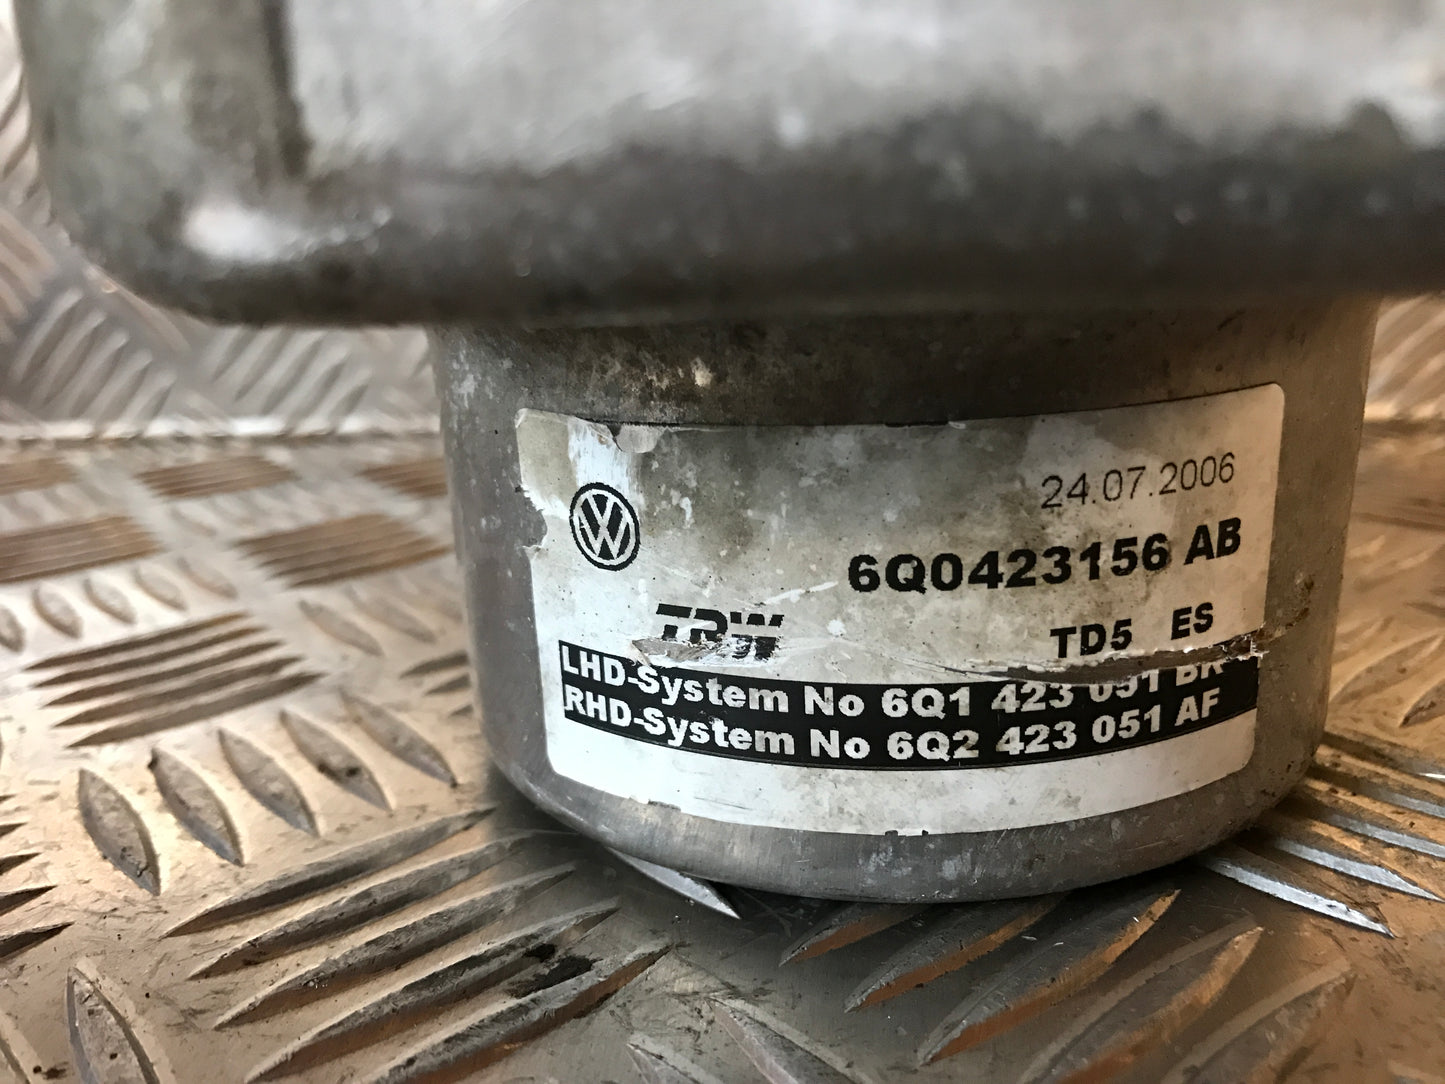 24.07.2006
6Q0423156 AB
TRW TD5 ES
LHD-System No 6Q1 423 051 BR
RHD-System No 6Q2 423 051 AF